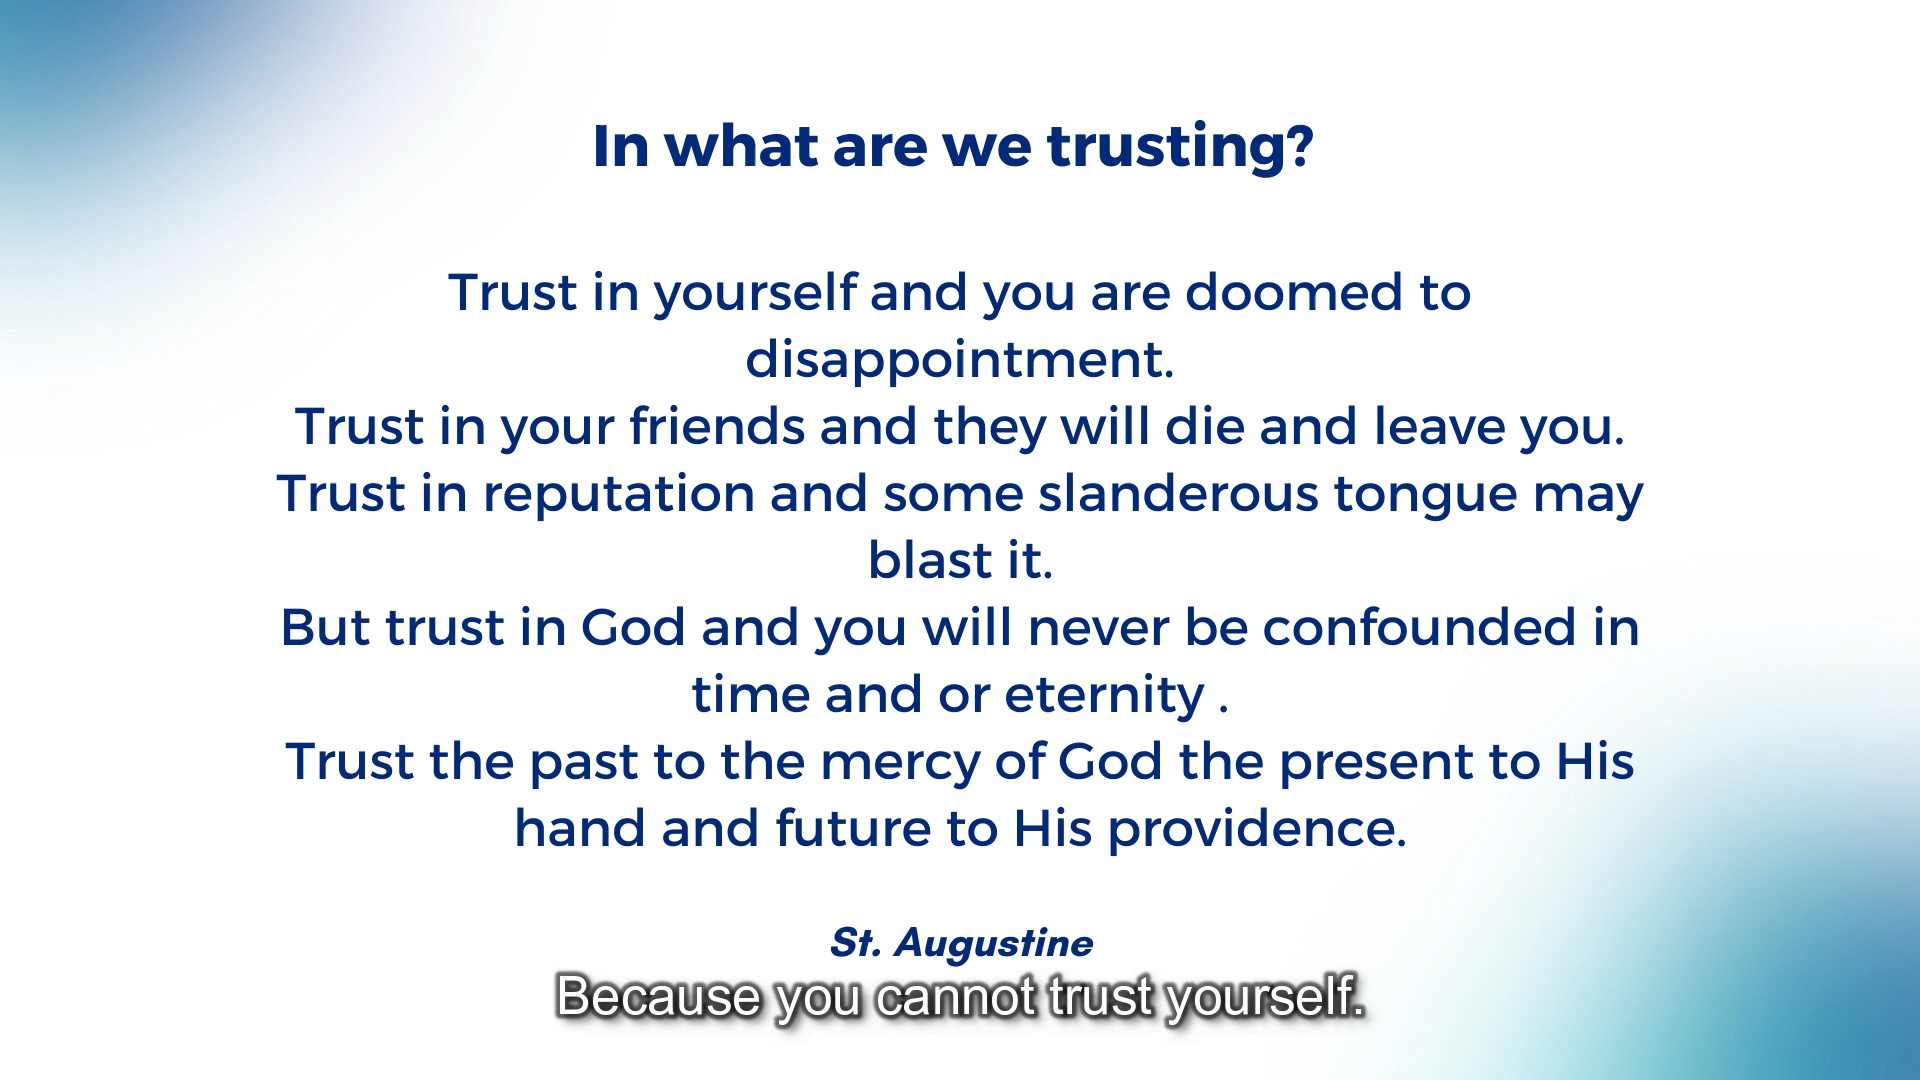 In what are we trusting?
Trust in yourself and you are doomed to
disappointment.
Trust in your friends and they will die and leave you.
Trust in reputation and some slanderous tongue may
blast it.
But trust in God and you will never be confounded in
time and or eternity .
Trust the past to the mercy of God the present to His
hand and future to His providence.
St. Augustine
Because you cannot trust yourself.